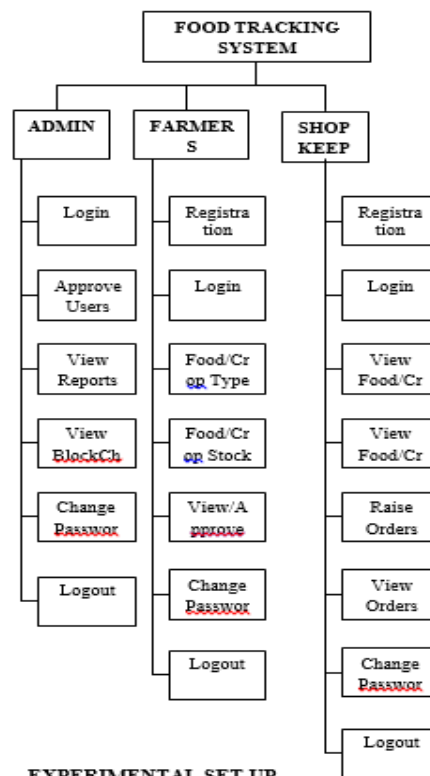 FOOD TRACKING
SYSTEM
ADMIN
FARMER
S
SHOP
KEEP
Login
Approve
Users
View
Reports
View
BlockCh
Change
Passwor
Logout
Registra
tion
Login
Food/Cr
op Type
Food/Cr
op Stock
View/A
pprove
Change
Passwor
Logout
Registra
tion
Login
View
Food/Cr
View
Food/Cr
Raise
Orders
View
Orders
Change
Passwor
Logout
EXPERIMENTAL SET UP